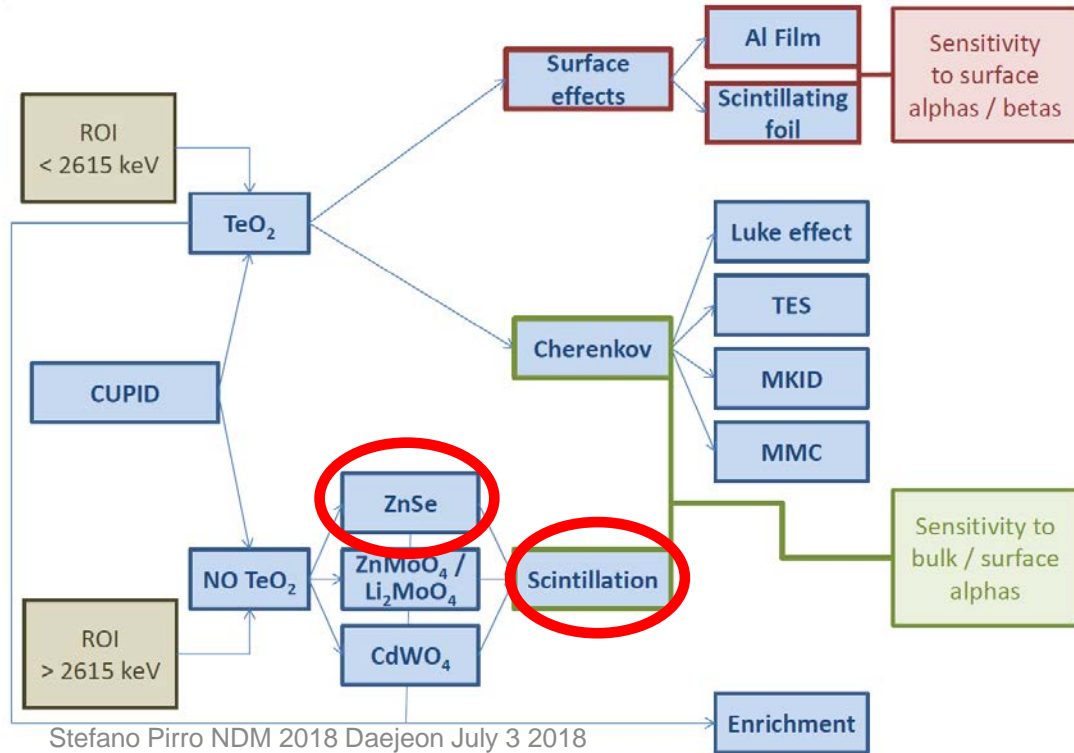 Al Film
Surface
effects
Scintillating
foil
Sensitivity
to surface
alphas / betas
ROI
< 2615 keV
TeO₂
Luke effect
TES
Cherenkov
MKID
MMC
CUPID
ZnSe
NO TeO₂
ZnMoO₄ /
Li₂MoO₄
Scintillation
CdWO₄
Sensitivity to
bulk / surface
alphas
ROI
> 2615 keV
Enrichment
Stefano Pirro NDM 2018 Daejeon July 3 2018